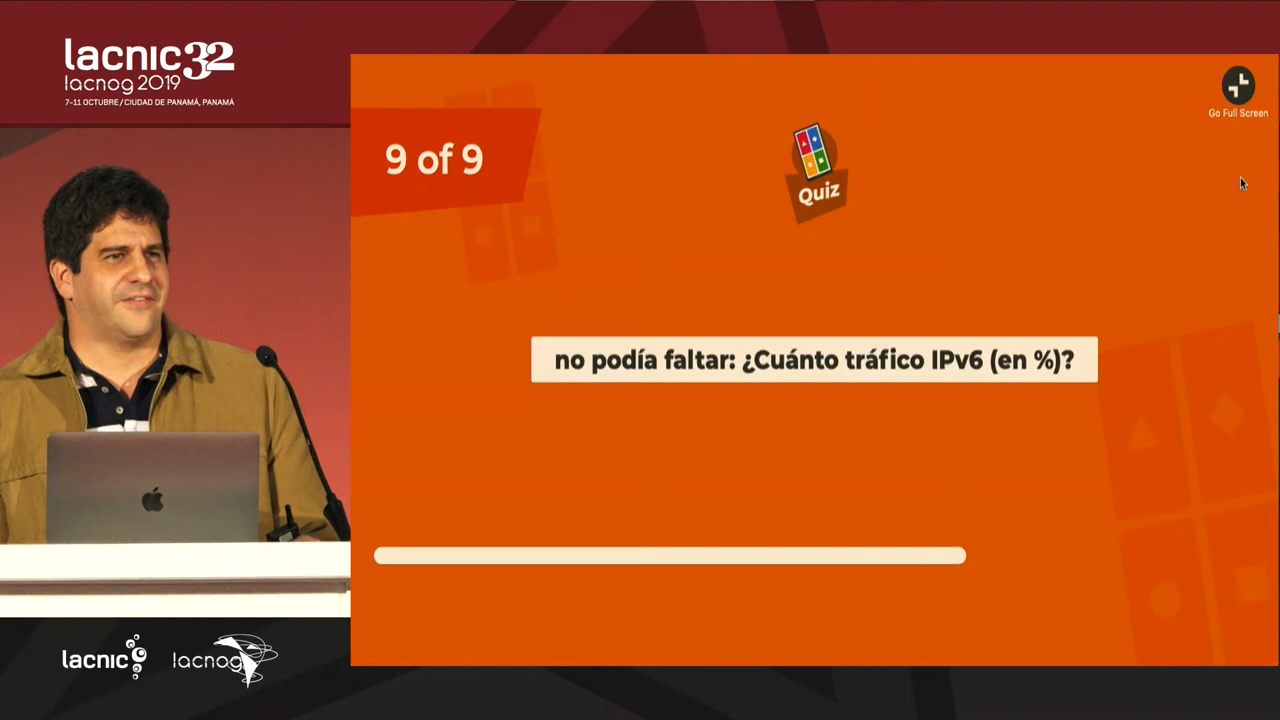 lacnic32
lacnog 2019
7-11 OCTUBRE / CIUDAD DE PANAMÁ, PANAMÁ
Go Full Screen
9 of 9
Quiz
no podía faltar: ¿Cuánto tráfico IPv6 (en %)?
lacnic
lacnog